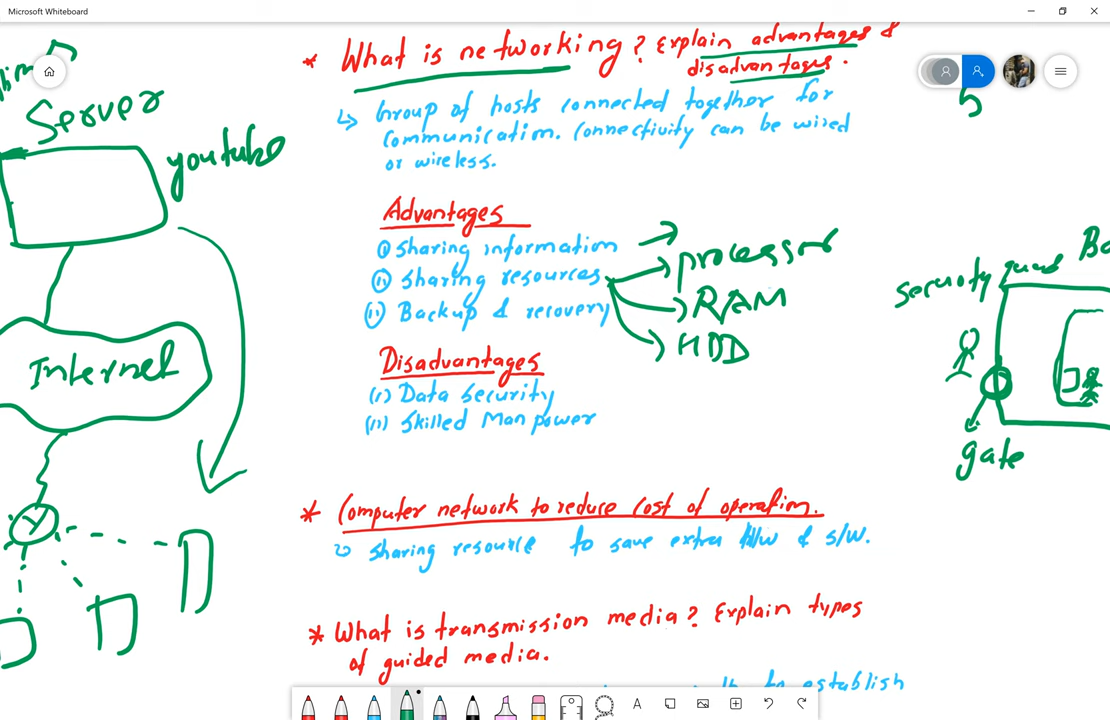 Microsoft Whiteboard
* What is networking? Explain advantages &
disadvantages.
↳ Group of hosts connected together for
communication. Connectivity can be wired
or wireless.
Advantages
(i) Sharing information
(ii) Sharing resources
(ii) Backup & recovery
→ processor
→ RAM
→ HDD
Disadvantages
(i) Data Security
(ii) Skilled Man power
* Computer network to reduce cost of operation.
Sharing resource to save extra H/w & S/w.
* What is transmission media? Explain types
of guided media.
to establish
Server
youtube
Internet
security guard
gate